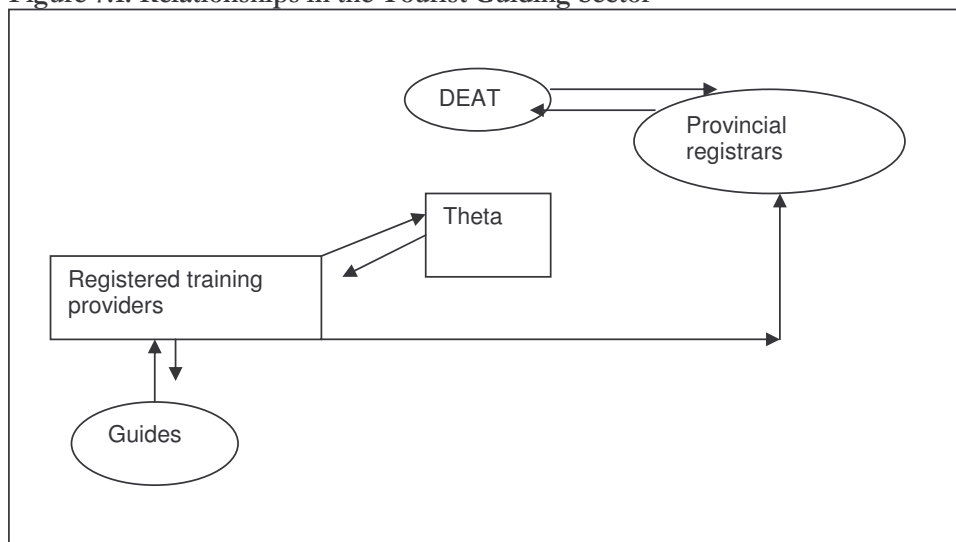 Figure 7.1. Relationships in the Tourist Guiding Sector
DEAT
Provincial
registrars
Theta
Registered training
providers
Guides